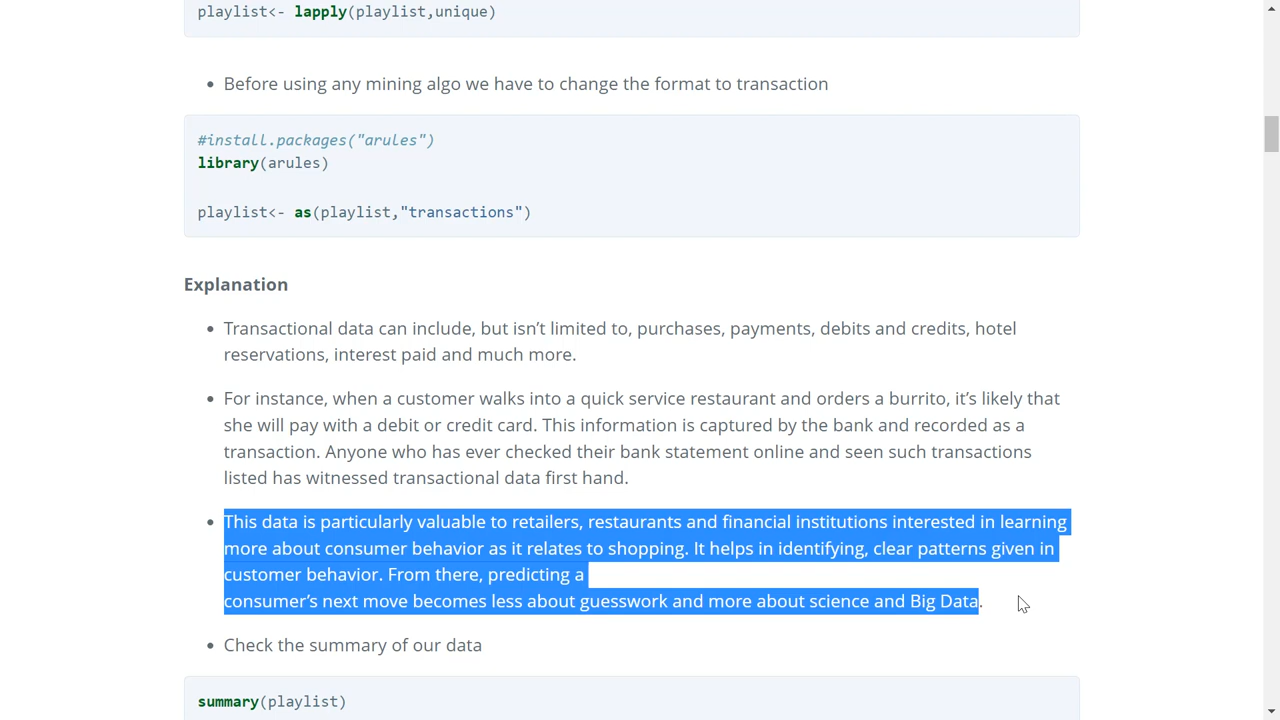 playlist<- lapply(playlist,unique)
Before using any mining algo we have to change the format to transaction
#install.packages("arules")
library(arules)
playlist<- as(playlist,"transactions")
Explanation
Transactional data can include, but isn’t limited to, purchases, payments, debits and credits, hotel
reservations, interest paid and much more.
For instance, when a customer walks into a quick service restaurant and orders a burrito, it’s likely that
she will pay with a debit or credit card. This information is captured by the bank and recorded as a
transaction. Anyone who has ever checked their bank statement online and seen such transactions
listed has witnessed transactional data first hand.
This data is particularly valuable to retailers, restaurants and financial institutions interested in learning
more about consumer behavior as it relates to shopping. It helps in identifying, clear patterns given in
customer behavior. From there, predicting a
consumer’s next move becomes less about guesswork and more about science and Big Data.
Check the summary of our data
summary(playlist)